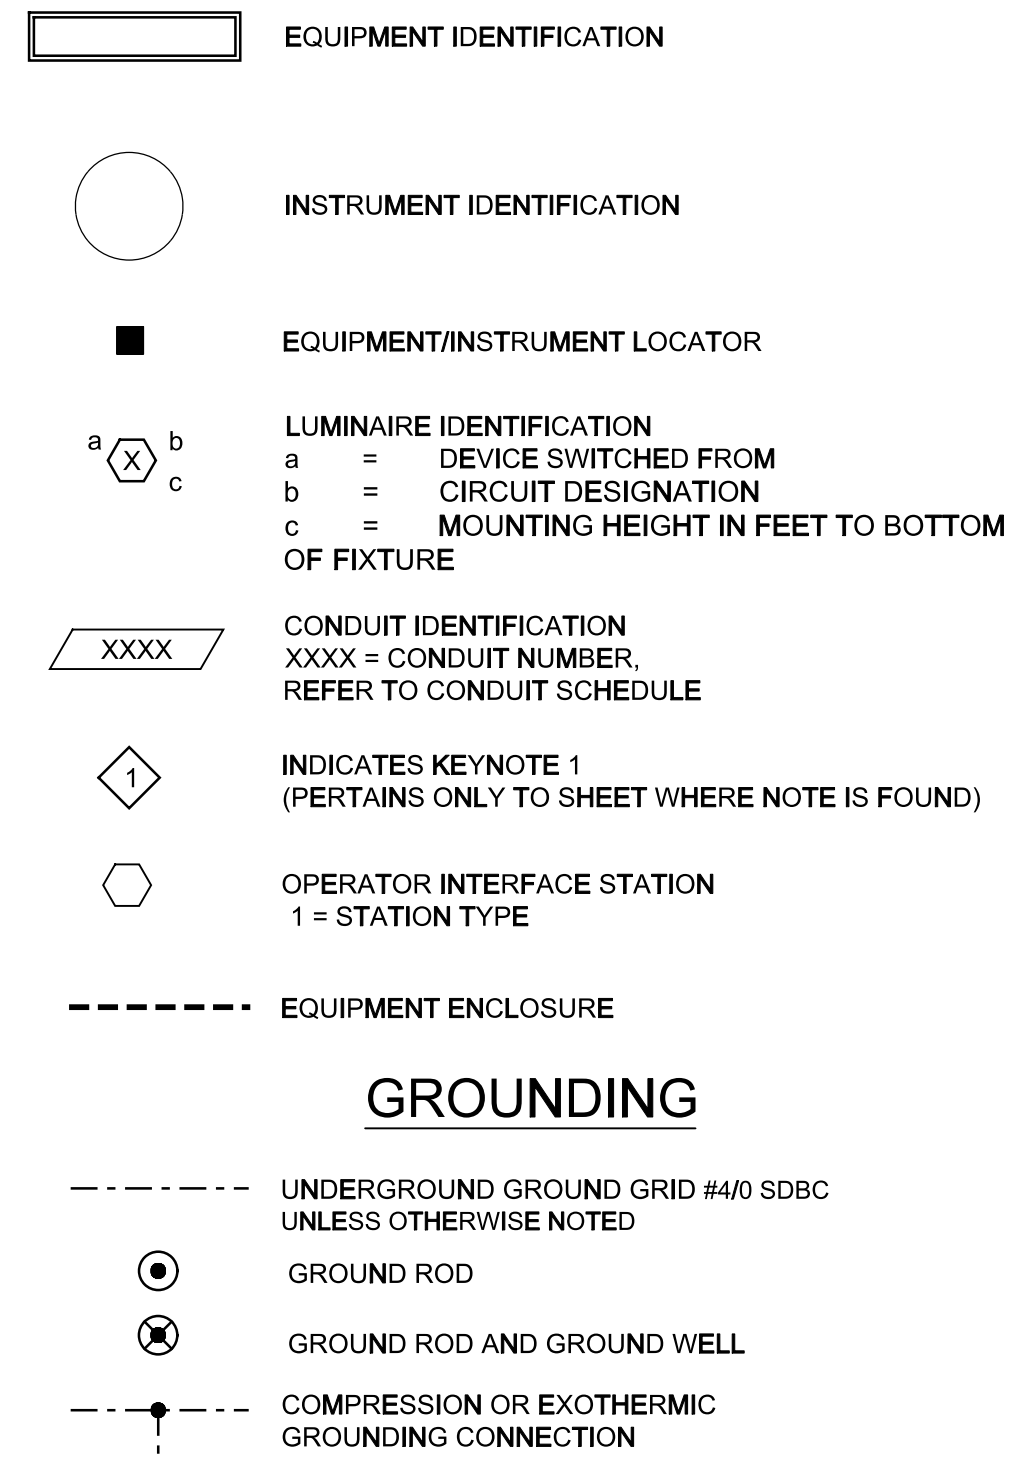 EQUIPMENT IDENTIFICATION
INSTRUMENT IDENTIFICATION
EQUIPMENT/INSTRUMENT LOCATOR
a X b
c
LUMINAIRE IDENTIFICATION
a = DEVICE SWITCHED FROM
b = CIRCUIT DESIGNATION
c = MOUNTING HEIGHT IN FEET TO BOTTOM
OF FIXTURE
XXXX
CONDUIT IDENTIFICATION
XXXX = CONDUIT NUMBER,
REFER TO CONDUIT SCHEDULE
1
INDICATES KEYNOTE 1
(PERTAINS ONLY TO SHEET WHERE NOTE IS FOUND)
OPERATOR INTERFACE STATION
1 = STATION TYPE
EQUIPMENT ENCLOSURE
GROUNDING
UNDERGROUND GROUND GRID #4/0 SDBC
UNLESS OTHERWISE NOTED
GROUND ROD
GROUND ROD AND GROUND WELL
COMPRESSION OR EXOTHERMIC
GROUNDING CONNECTION